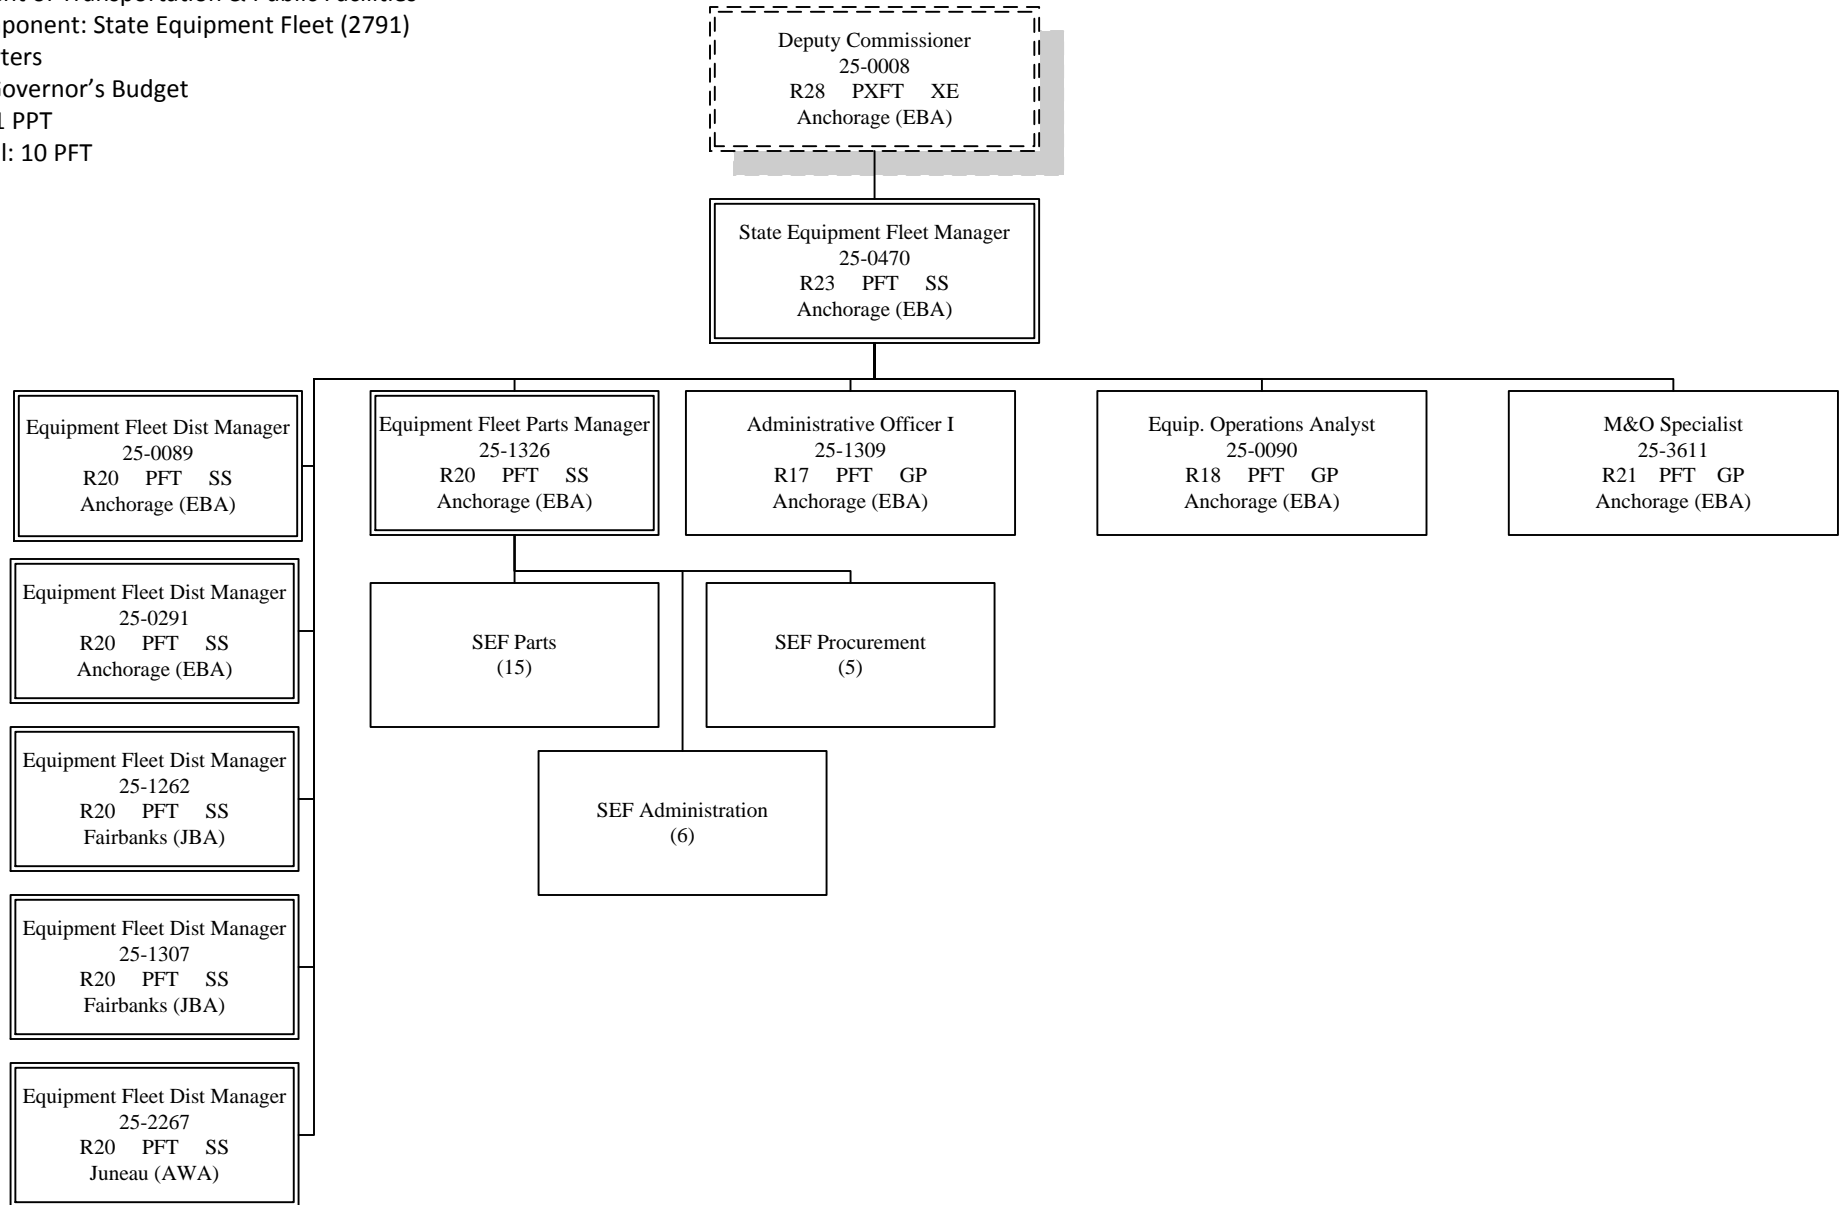 Transportation & Public Facilities
State Equipment Fleet (2791)
Governor's Budget
PPT
10 PFT
Deputy Commissioner
25-0008
R28 PXFT XE
Anchorage (EBA)
State Equipment Fleet Manager
25-0470
R23 PFT SS
Anchorage (EBA)
Equipment Fleet Dist Manager
25-0089
R20 PFT SS
Anchorage (EBA)
Equipment Fleet Parts Manager
25-1326
R20 PFT SS
Anchorage (EBA)
Administrative Officer I
25-1309
R17 PFT GP
Anchorage (EBA)
Equip. Operations Analyst
25-0090
R18 PFT GP
Anchorage (EBA)
M&O Specialist
25-3611
R21 PFT GP
Anchorage (EBA)
Equipment Fleet Dist Manager
25-0291
R20 PFT SS
Anchorage (EBA)
SEF Parts
(15)
SEF Procurement
(5)
Equipment Fleet Dist Manager
25-1262
R20 PFT SS
Fairbanks (JBA)
SEF Administration
(6)
Equipment Fleet Dist Manager
25-1307
R20 PFT SS
Fairbanks (JBA)
Equipment Fleet Dist Manager
25-2267
R20 PFT SS
Juneau (AWA)